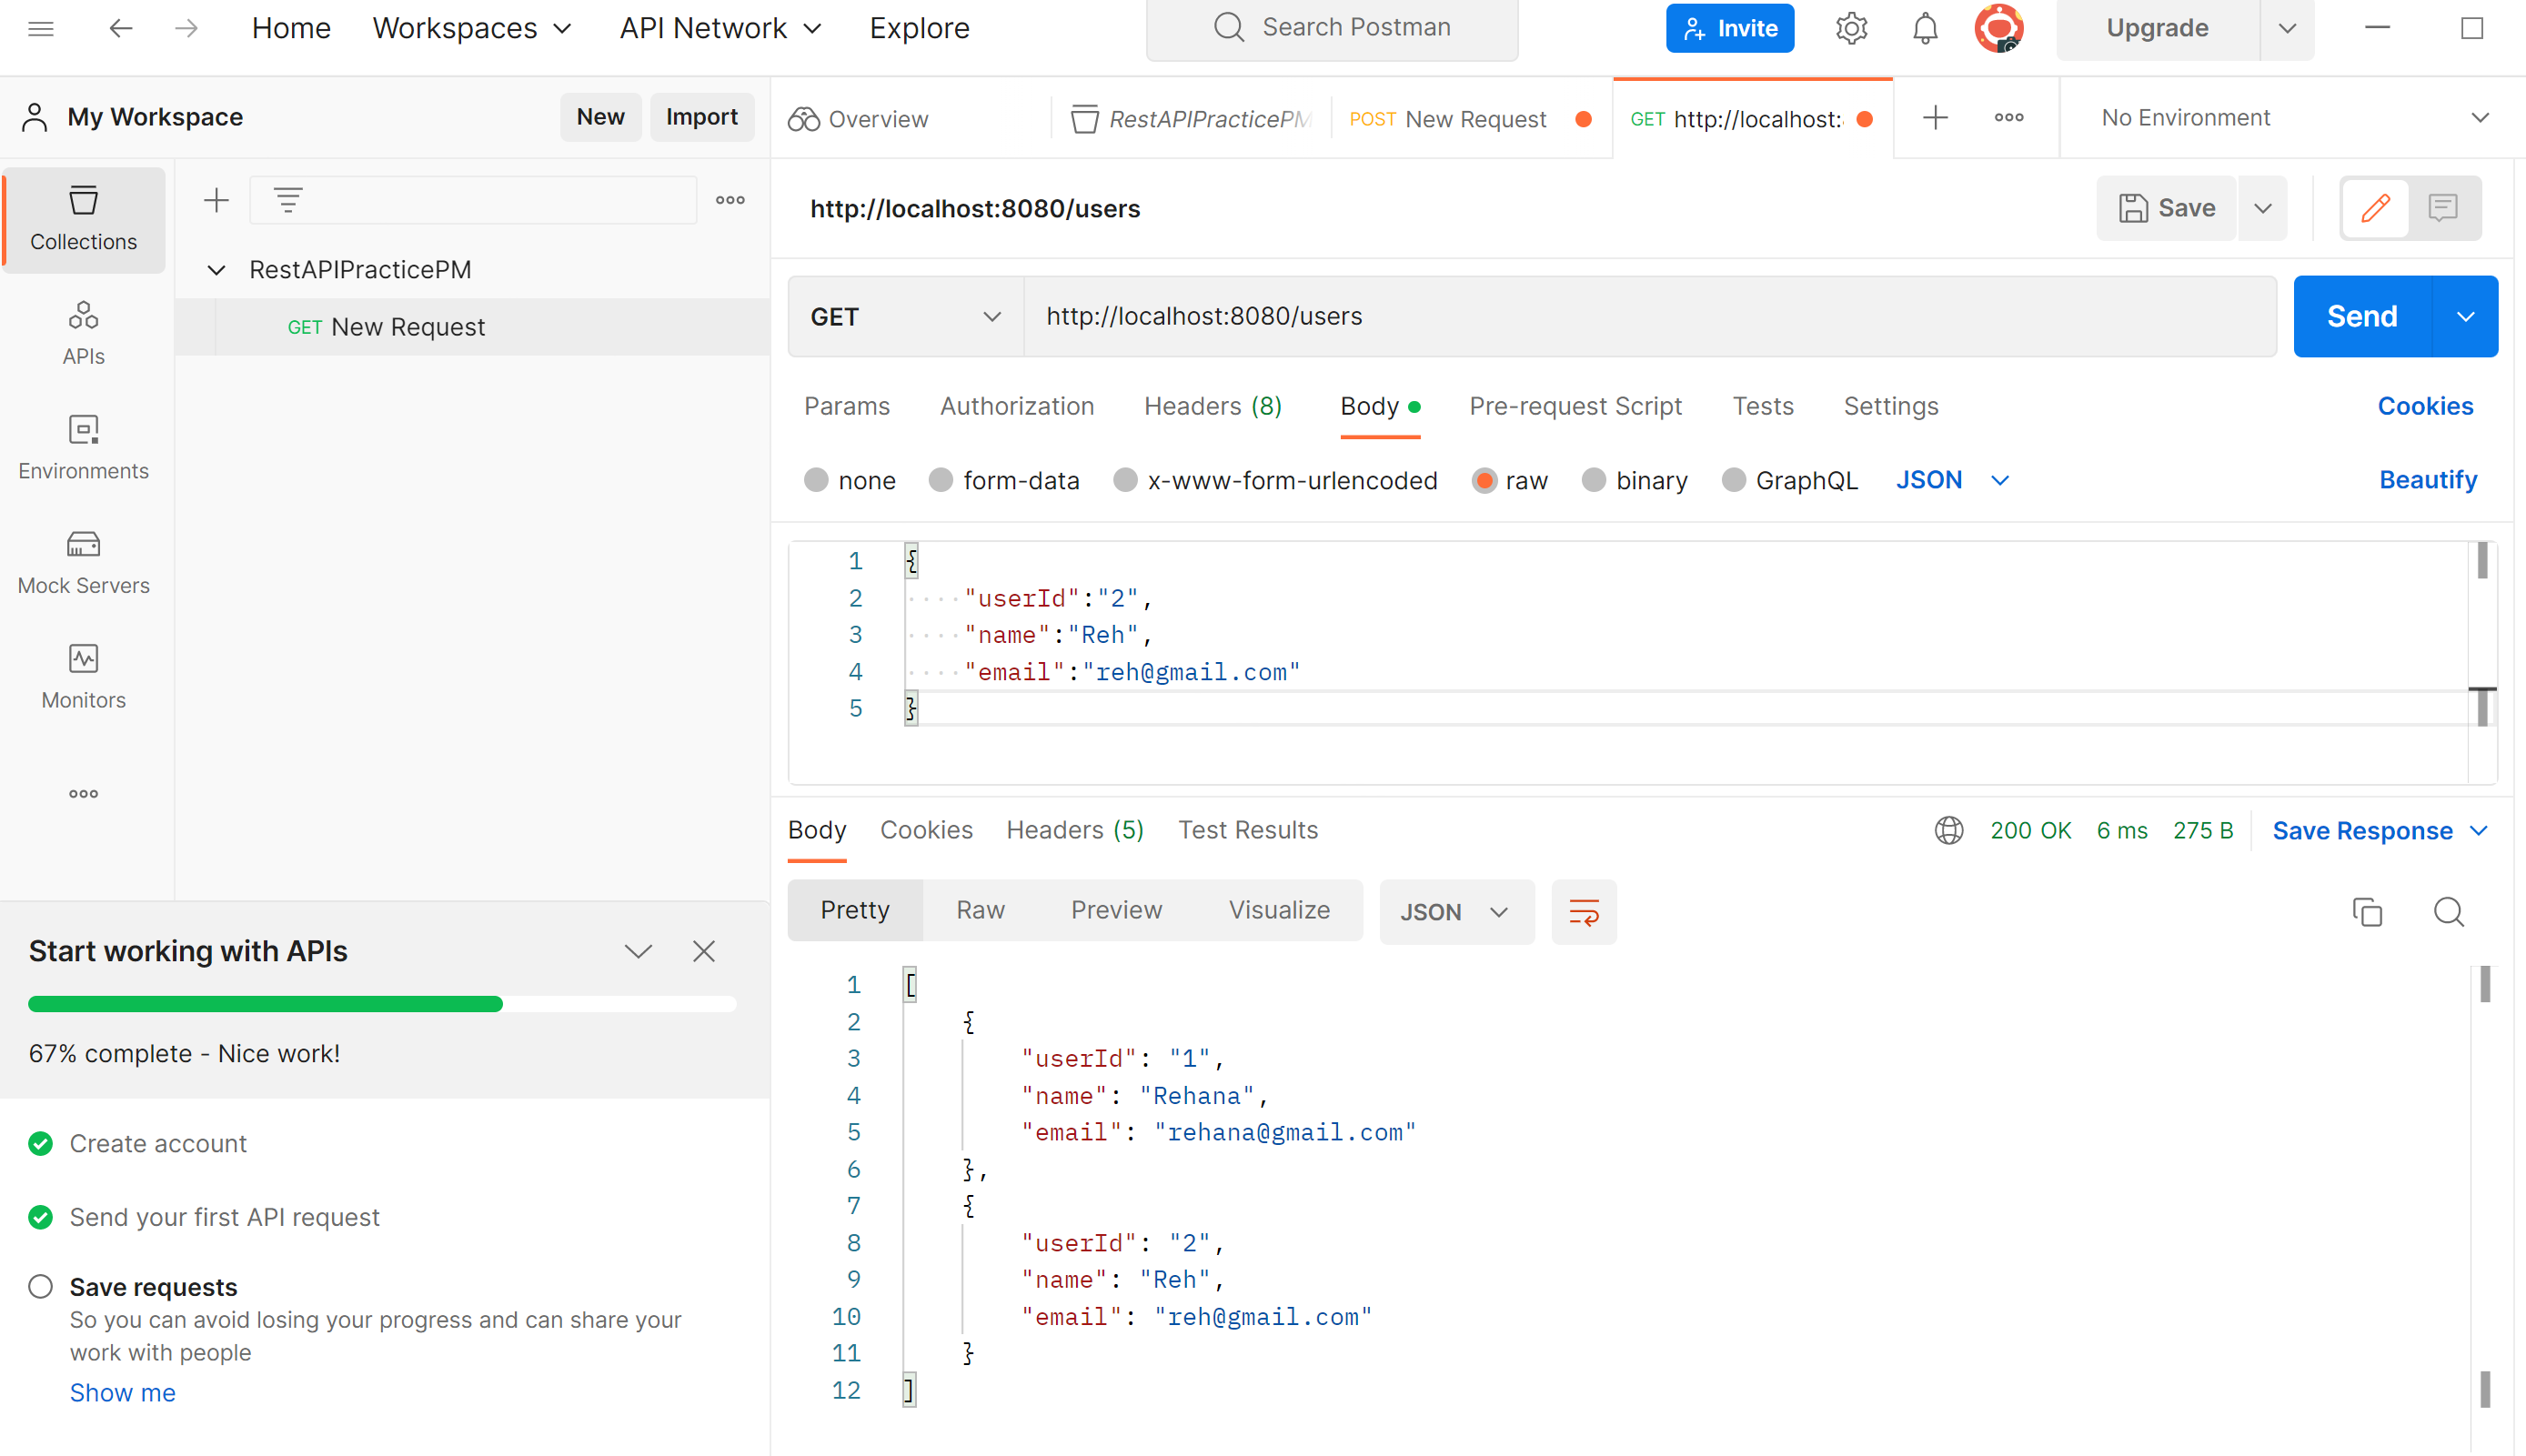 Home Workspaces API Network Explore Search Postman Invite Upgrade
My Workspace New Import
Overview RestAPIPracticePM POST New Request GET http://localhost: No Environment
Collections
APIs
Environments
Mock Servers
Monitors
RestAPIPracticePM
GET New Request
http://localhost:8080/users Save
GET http://localhost:8080/users Send
Params Authorization Headers (8) Body Pre-request Script Tests Settings Cookies
none form-data x-www-form-urlencoded raw binary GraphQL JSON Beautify
1 {
2 "userId":"2",
3 "name":"Reh",
4 "email":"reh@gmail.com"
5 }
Body Cookies Headers (5) Test Results 200 OK 6 ms 275 B Save Response
Pretty Raw Preview Visualize JSON
1 [
2 {
3 "userId": "1",
4 "name": "Rehana",
5 "email": "rehana@gmail.com"
6 },
7 {
8 "userId": "2",
9 "name": "Reh",
10 "email": "reh@gmail.com"
11 }
12 ]
Start working with APIs
67% complete - Nice work!
Create account
Send your first API request
Save requests
So you can avoid losing your progress and can share your
work with people
Show me